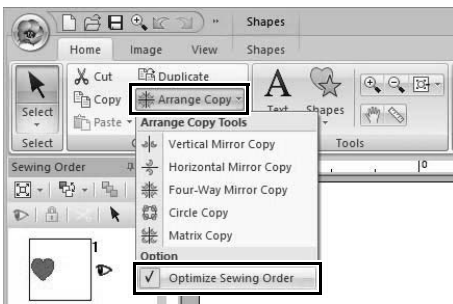 Shapes
Home Image View Shapes
Cut Duplicate
Copy Arrange Copy
Select Paste Text Shapes
Select Tools
Arrange Copy Tools
Sewing Order 0
Vertical Mirror Copy
Horizontal Mirror Copy
Four-Way Mirror Copy
Circle Copy
Matrix Copy
1
Option
Optimize Sewing Order